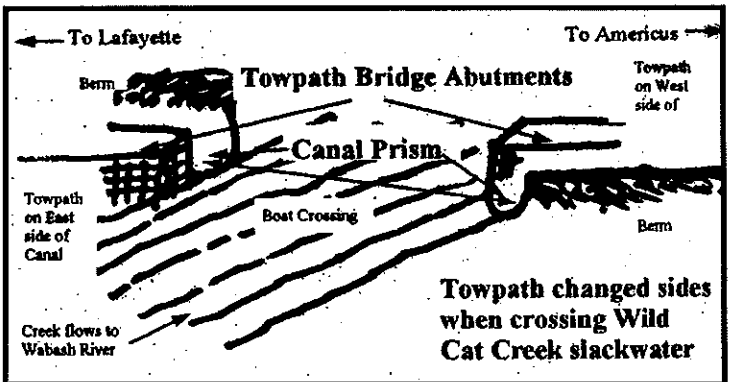 To Lafayette
To Americus
Berm
Towpath Bridge Abutments
Towpath
on West
side of
Canal Prism
Towpath
on East
side of
Canal
Boat Crossing
Berm
Creek flows to
Wabash River
Towpath changed sides
when crossing Wild
Cat Creek slackwater